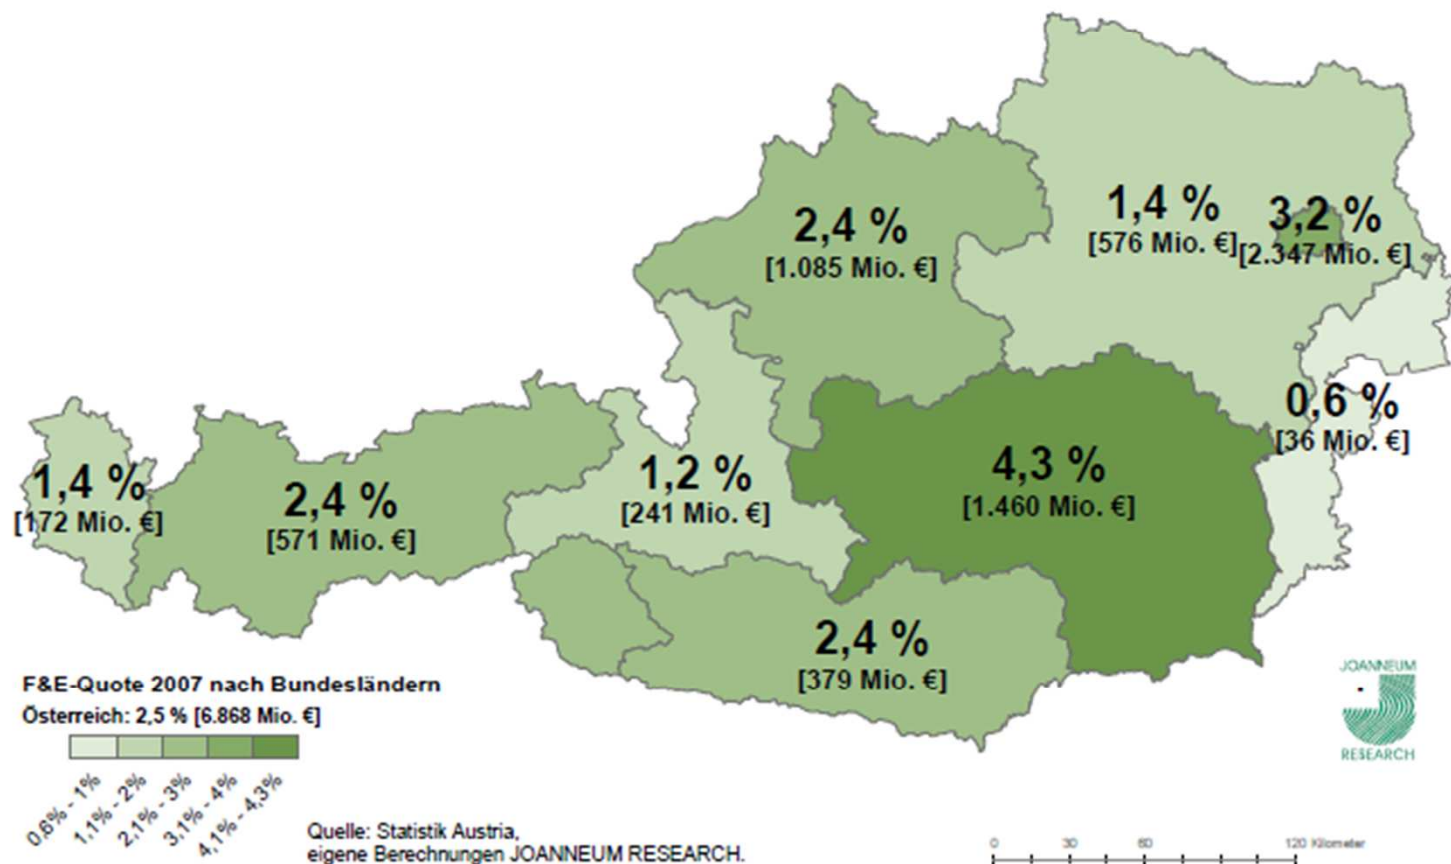 1,4 %
[576 Mio. €]
3,2 %
[2.347 Mio. €]
2,4 %
[1.085 Mio. €]
0,6 %
[36 Mio. €]
4,3 %
[1.460 Mio. €]
1,2 %
[241 Mio. €]
1,4 %
[172 Mio. €]
2,4 %
[571 Mio. €]
2,4 %
[379 Mio. €]
F&E-Quote 2007 nach Bundesländern
Österreich: 2,5 % [6.868 Mio. €]
0,6% - 1%
1,1% - 2%
2,1% - 3%
3,1% - 4%
4,1% - 4,3%
Quelle: Statistik Austria,
eigene Berechnungen JOANNEUM RESEARCH.
JOANNEUM
RESEARCH
0 30 60 120 Kilometer